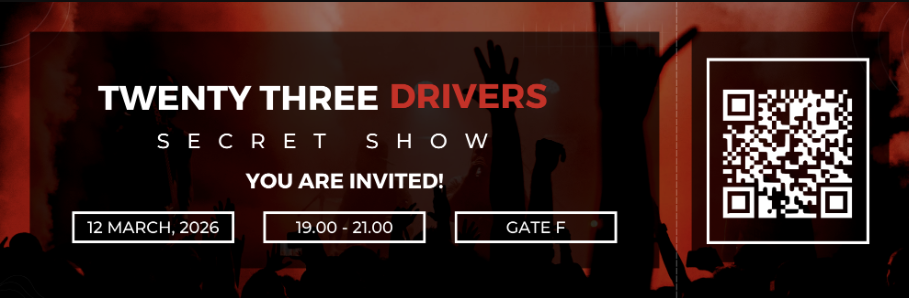 TWENTY THREE DRIVERS
SECRET SHOW
YOU ARE INVITED!
12 MARCH, 2026
19.00 - 21.00
GATE F